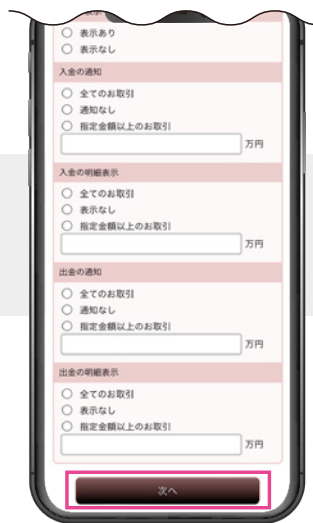 表示あり
表示なし
入金の通知
全てのお取引
通知なし
指定金額以上のお取引
万円
入金の明細表示
全てのお取引
表示なし
指定金額以上のお取引
万円
出金の通知
全てのお取引
通知なし
指定金額以上のお取引
万円
出金の明細表示
全てのお取引
表示なし
指定金額以上のお取引
万円
次へ